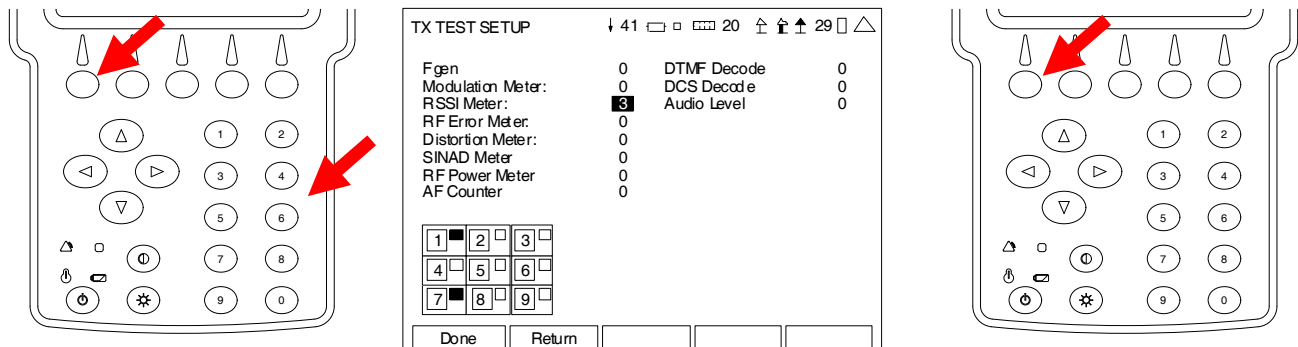 1 2
3 4
5 6
7 8
9 0
TX TEST SETUP 41 20 29
Fgen 0 DTMF Decode 0
Modulation Meter: 0 DCS Decode 0
RSSI Meter: 3 Audio Level 0
RF Error Meter: 0
Distortion Meter: 0
SINAD Meter 0
RF Power Meter 0
AF Counter 0
1 2 3
4 5 6
7 8 9
Done Return
1 2
3 4
5 6
7 8
9 0